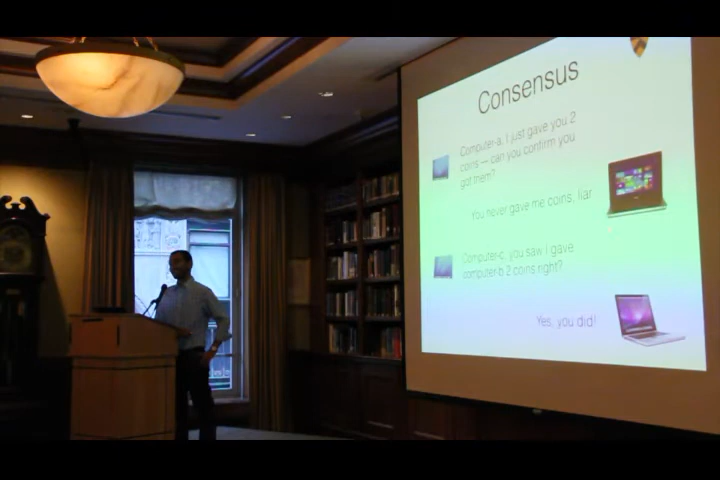 Consensus
Computer-a, I just gave you 2
coins — can you confirm you
got them?
You never gave me coins, liar
Computer-c, you saw I gave
computer-b 2 coins right?
Yes, you did!